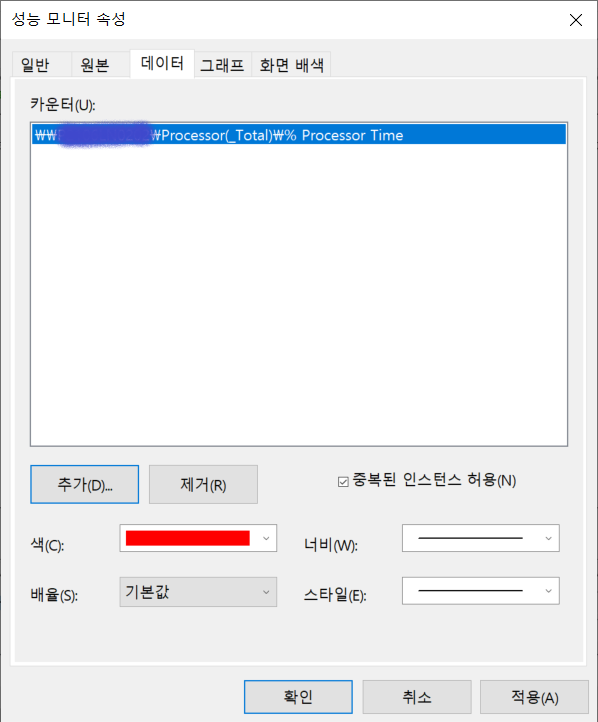 성능 모니터 속성
일반 원본 데이터 그래프 화면 배색
카운터(U):
₩₩ ₩Processor(_Total)₩% Processor Time
추가(D)... 제거(R) 중복된 인스턴스 허용(N)
색(C): 너비(W):
배율(S): 기본값 스타일(E):
확인 취소 적용(A)